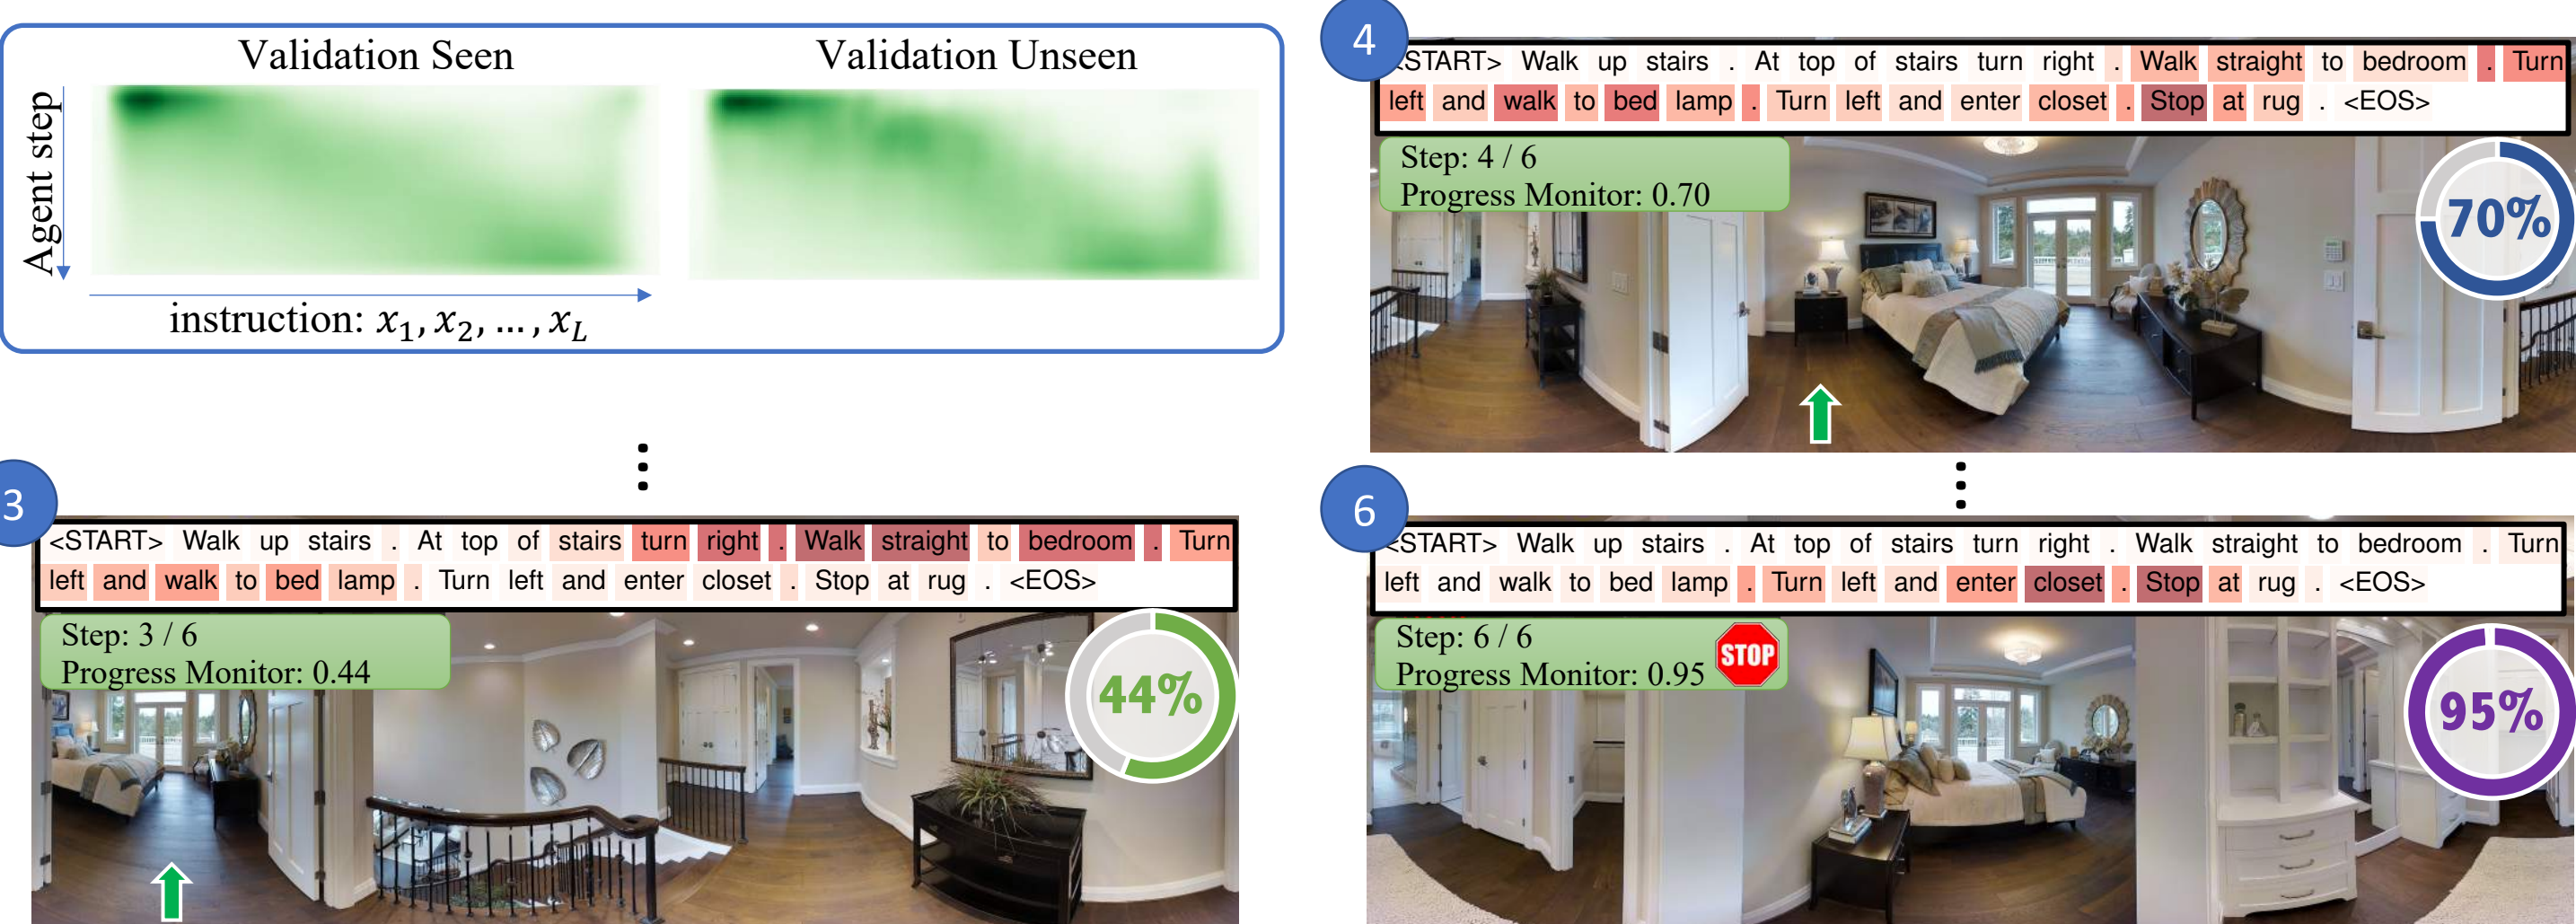 Validation Seen
Validation Unseen
Agent step
instruction: x₁, x₂, ..., x_L
3
<START> Walk up stairs . At top of stairs turn right . Walk straight to bedroom . Turn
left and walk to bed lamp . Turn left and enter closet . Stop at rug . <EOS>
Step: 3 / 6
Progress Monitor: 0.44
44%
4
<START> Walk up stairs . At top of stairs turn right . Walk straight to bedroom . Turn
left and walk to bed lamp . Turn left and enter closet . Stop at rug . <EOS>
Step: 4 / 6
Progress Monitor: 0.70
70%
6
<START> Walk up stairs . At top of stairs turn right . Walk straight to bedroom . Turn
left and walk to bed lamp . Turn left and enter closet . Stop at rug . <EOS>
Step: 6 / 6
Progress Monitor: 0.95
STOP
95%